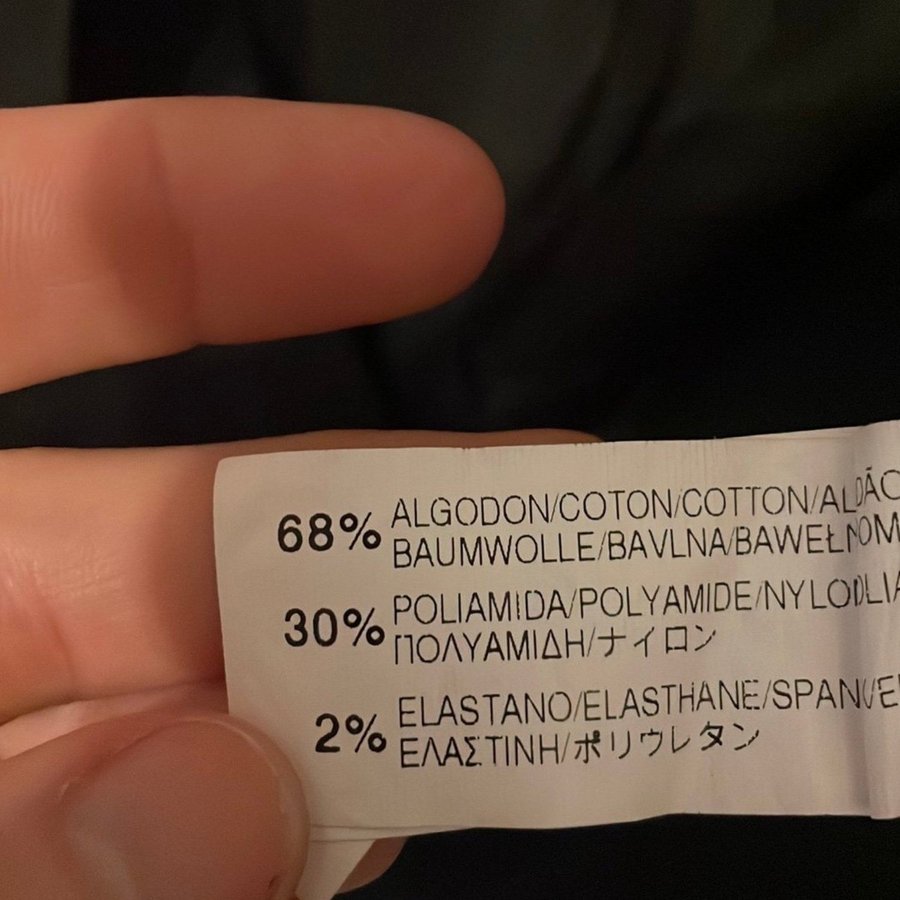 68% ALGODON/COTON/COTTON/
BAUMWOLLE/BAVLNA/
30% POLIAMIDA/POLYAMIDE/
ΠΟΛΥΑΜΙΔΗ/ナイロン
2% ELASTANO/ELASTHANE/
ΕΛΑΣΤΙΝΗ/ポリウレタン